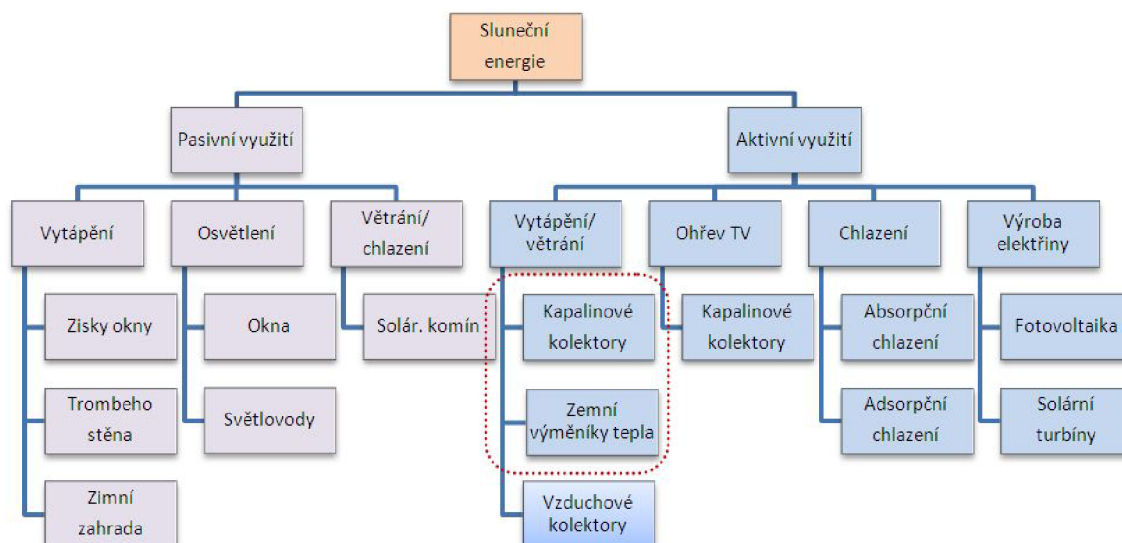 Sluneční
energie
Pasivní využití
Aktivní využití
Vytápění
Osvětlení
Větrání/
chlazení
Vytápění/
větrání
Ohřev TV
Chlazení
Výroba
elektřiny
Zisky okny
Okna
Solár. komín
Kapalinové
kolektory
Kapalinové
kolektory
Absorpční
chlazení
Fotovoltaika
Trombeho
stěna
Světlovody
Zemní
výměníky tepla
Adsorpční
chlazení
Solární
turbíny
Zimní
zahrada
Vzduchové
kolektory